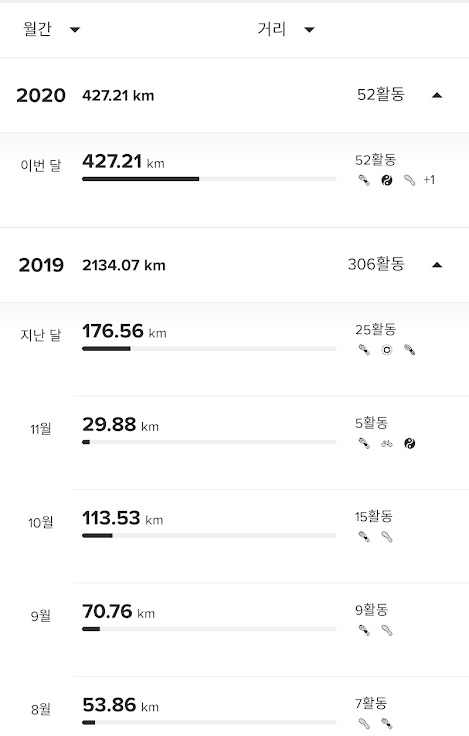 월간 거리
2020 427.21 km 52활동
이번 달 427.21 km 52활동
+1
2019 2134.07 km 306활동
지난 달 176.56 km 25활동
11월 29.88 km 5활동
10월 113.53 km 15활동
9월 70.76 km 9활동
8월 53.86 km 7활동